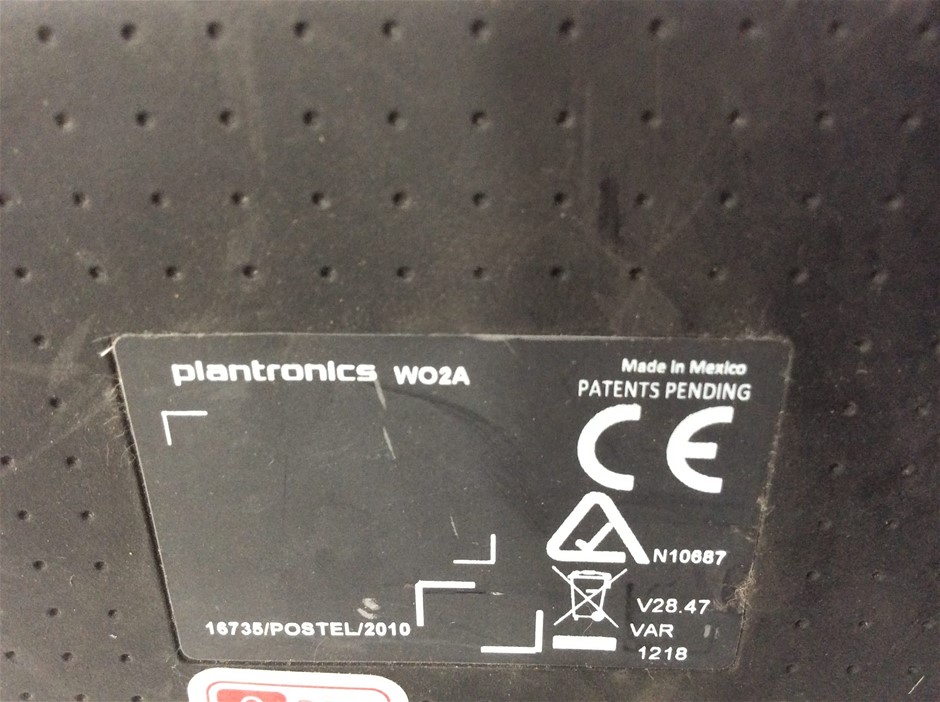 plantronics WO2A
Made in Mexico
PATENTS PENDING
CE
N10687
V28.47
VAR
1218
16735/POSTEL/2010